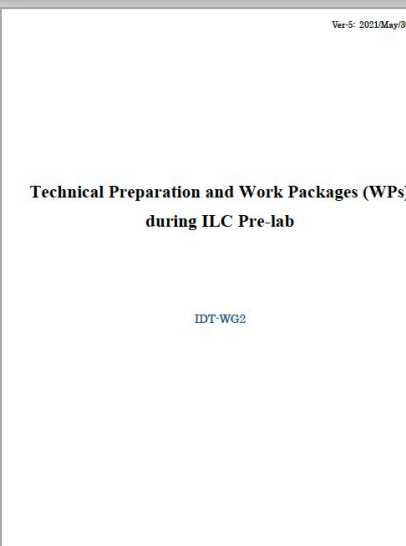 Ver-5: 2021/May/3
Technical Preparation and Work Packages (WPs)
during ILC Pre-lab
IDT-WG2